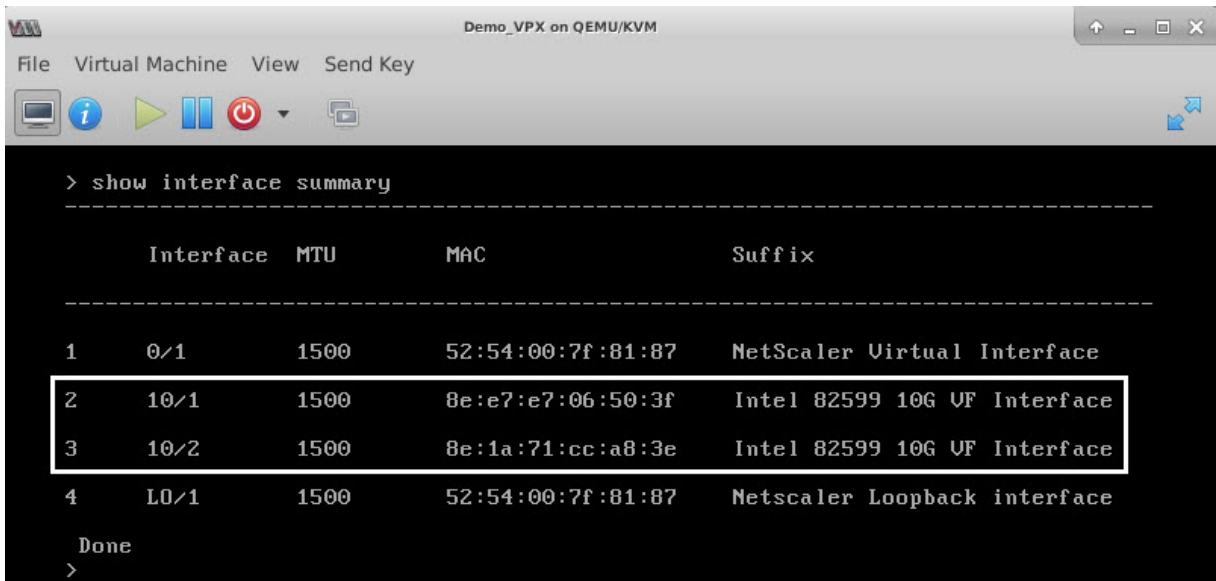 Demo_VPX on QEMU/KVM
File Virtual Machine View Send Key
> show interface summary
--------------------------------------------------------------------------------
Interface MTU MAC Suffix
--------------------------------------------------------------------------------
1 0/1 1500 52:54:00:7f:81:87 NetScaler Virtual Interface
2 10/1 1500 8e:e7:e7:06:50:3f Intel 82599 10G VF Interface
3 10/2 1500 8e:1a:71:cc:a8:3e Intel 82599 10G VF Interface
4 LO/1 1500 52:54:00:7f:81:87 Netscaler Loopback interface
Done
>